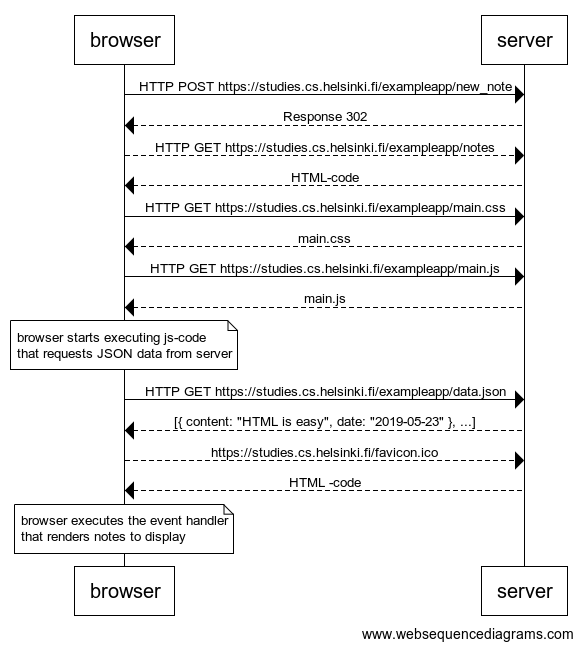 browser
server
HTTP POST https://studies.cs.helsinki.fi/exampleapp/new_note
Response 302
HTTP GET https://studies.cs.helsinki.fi/exampleapp/notes
HTML-code
HTTP GET https://studies.cs.helsinki.fi/exampleapp/main.css
main.css
HTTP GET https://studies.cs.helsinki.fi/exampleapp/main.js
main.js
browser starts executing js-code
that requests JSON data from server
HTTP GET https://studies.cs.helsinki.fi/exampleapp/data.json
[{ content: "HTML is easy", date: "2019-05-23" }, ...]
https://studies.cs.helsinki.fi/favicon.ico
HTML -code
browser executes the event handler
that renders notes to display
browser
server
www.websequencediagrams.com